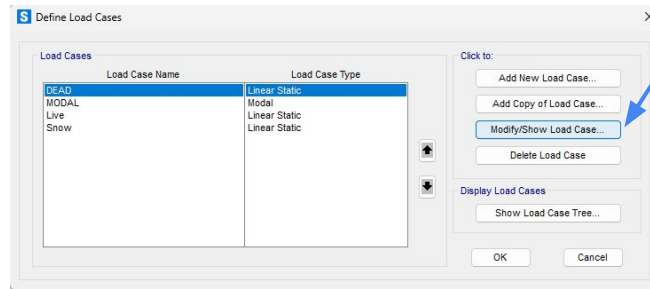 S Define Load Cases
Load Cases
Load Case Name Load Case Type
DEAD Linear Static
MODAL Modal
Live Linear Static
Snow Linear Static
Click to:
Add New Load Case...
Add Copy of Load Case...
Modify/Show Load Case...
Delete Load Case
Display Load Cases
Show Load Case Tree...
OK Cancel